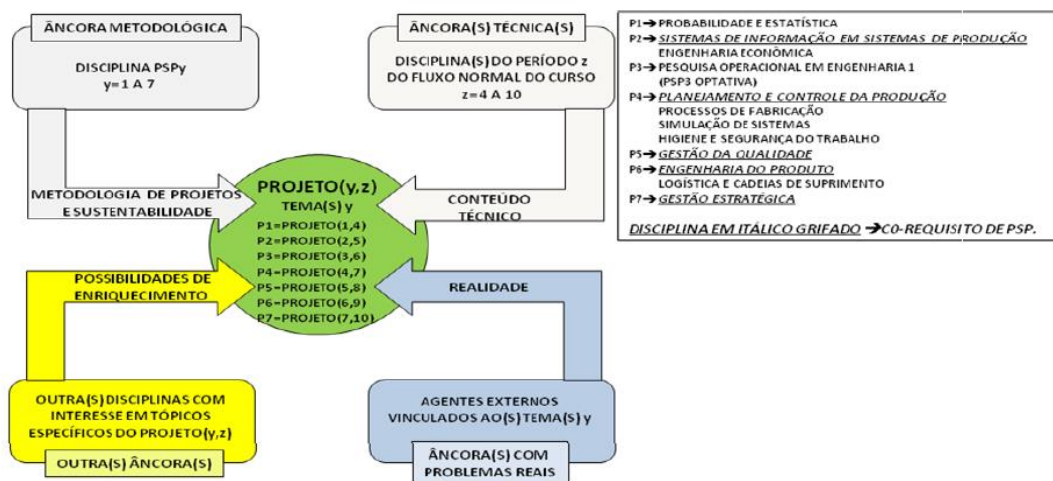 ÂNCORA METODOLÓGICA
DISCIPLINA PSPy
y=1 A 7
METODOLOGIA DE PROJETOS
E SUSTENTABILIDADE
ÂNCORA(S) TÉCNICA(S)
DISCIPLINA(S) DO PERÍODO z
DO FLUXO NORMAL DO CURSO
z=4 A 10
CONTEÚDO
TÉCNICO
PROJETO(y,z)
TEMA(S) y
P1=PROJETO(1,4)
P2=PROJETO(2,5)
P3=PROJETO(3,6)
P4=PROJETO(4,7)
P5=PROJETO(5,8)
P6=PROJETO(6,9)
P7=PROJETO(7,10)
POSSIBILIDADES DE
ENRIQUECIMENTO
REALIDADE
OUTRA(S) DISCIPLINAS COM
INTERESSE EM TÓPICOS
ESPECÍFICOS DO PROJETO(y,z)
OUTRA(S) ÂNCORA(S)
AGENTES EXTERNOS
VINCULADOS AO(S) TEMA(S) y
ÂNCORA(S) COM
PROBLEMAS REAIS
P1➔PROBABILIDADE E ESTATÍSTICA
P2➔SISTEMAS DE INFORMAÇÃO EM SISTEMAS DE PRODUÇÃO
ENGENHARIA ECONÔMICA
P3➔PESQUISA OPERACIONAL EM ENGENHARIA 1
(PSP3 OPTATIVA)
P4➔PLANEJAMENTO E CONTROLE DA PRODUÇÃO
PROCESSOS DE FABRICAÇÃO
SIMULAÇÃO DE SISTEMAS
HIGIENE E SEGURANÇA DO TRABALHO
P5➔GESTÃO DA QUALIDADE
P6➔ENGENHARIA DO PRODUTO
LOGÍSTICA E CADEIAS DE SUPRIMENTO
P7➔GESTÃO ESTRATÉGICA
DISCIPLINA EM ITÁLICO GRIFADO ➔C0-REQUISITO DE PSP.